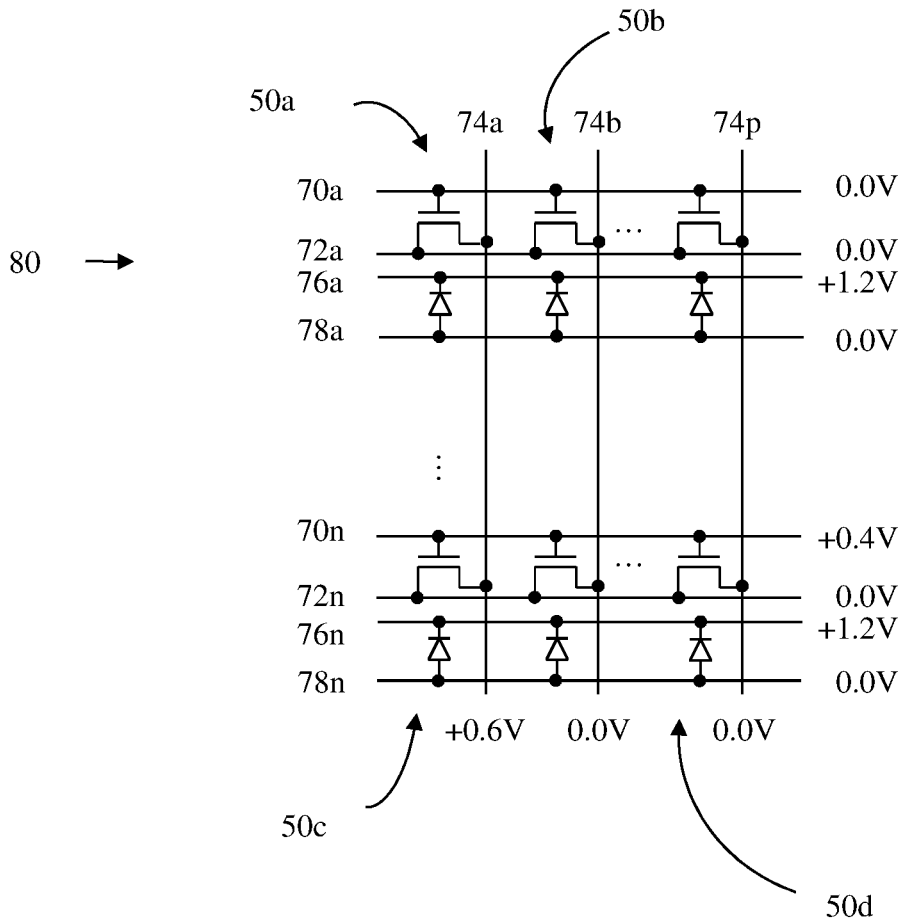 50b
50a
74a 74b 74p
70a 0.0V
...
72a 0.0V
80
76a +1.2V
78a 0.0V
...
70n +0.4V
...
72n 0.0V
76n +1.2V
78n 0.0V
+0.6V 0.0V 0.0V
50c
50d